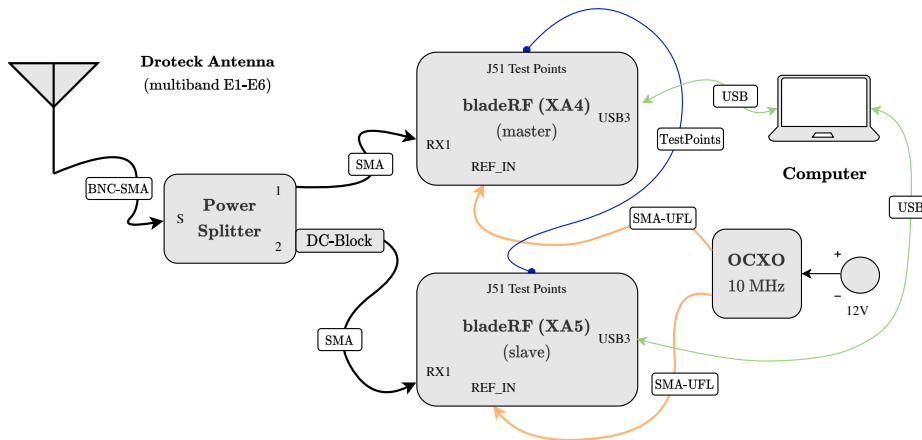 Droteck Antenna
(multiband E1-E6)
BNC-SMA
S
Power
Splitter
1
2
DC-Block
SMA
SMA
J51 Test Points
bladeRF (XA4)
(master)
USB3
RX1
REF_IN
TestPoints
USB
Computer
USB
SMA-UFL
OCXO
10 MHz
+
−
12V
J51 Test Points
bladeRF (XA5)
(slave)
USB3
RX1
REF_IN
SMA-UFL